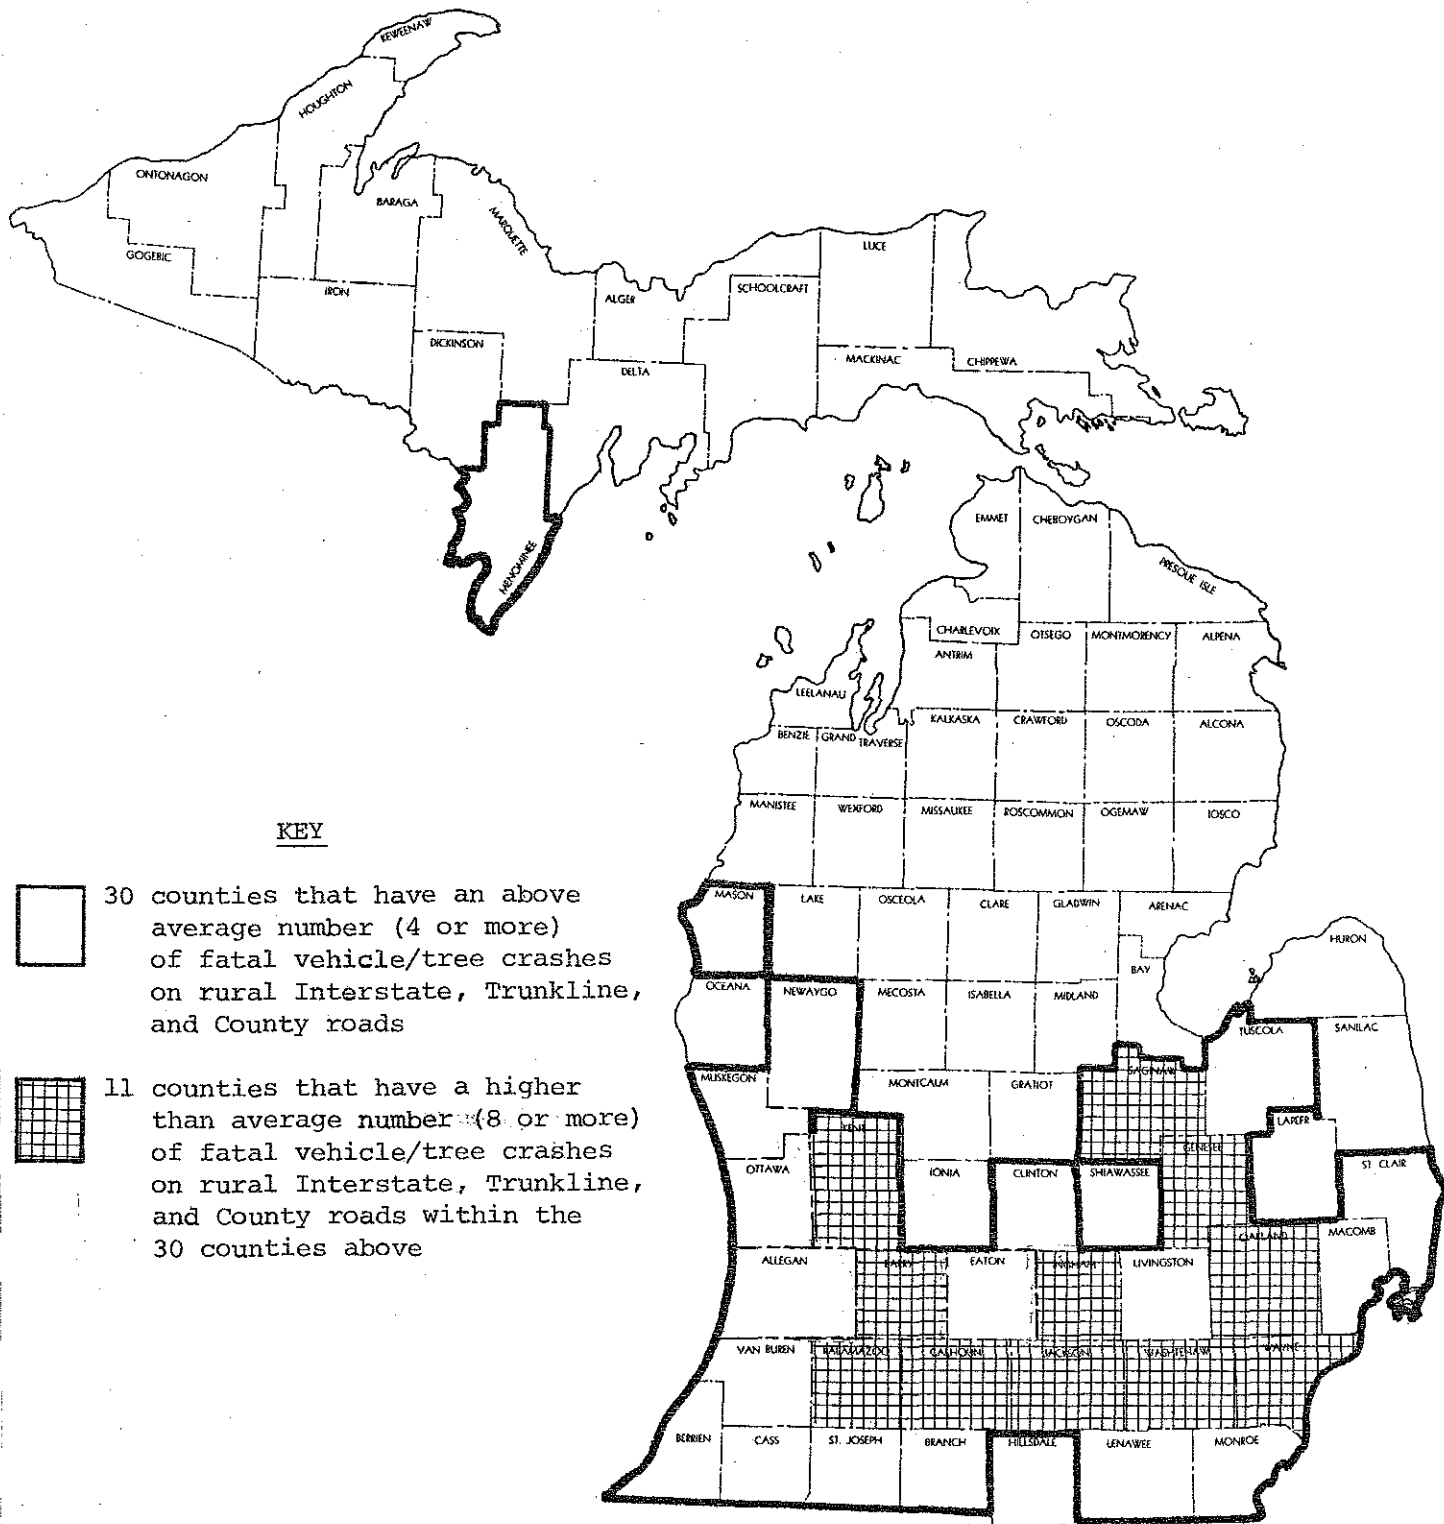 KEWEENAW
HOUGHTON
ONTONAGON
BARAGA
MARQUETTE
GOGEBIC
IRON
LUCE
SCHOOLCRAFT
ALGER
DICKINSON
MACKINAC
CHIPPEWA
DELTA
MENOMINEE
EMMET
CHEBOYGAN
PRESQUE ISLE
CHARLEVOIX
OTSEGO
MONTMORENCY
ALPENA
ANTRIM
LEELANAU
KALKASKA
CRAWFORD
OSCODA
ALCONA
BENZIE
GRAND
TRAVERSE
MANISTEE
WEXFORD
MISSAUKEE
ROSCOMMON
OGEMAW
IOSCO
KEY
30 counties that have an above
average number (4 or more)
of fatal vehicle/tree crashes
on rural Interstate, Trunkline,
and County roads
11 counties that have a higher
than average number (8 or more)
of fatal vehicle/tree crashes
on rural Interstate, Trunkline,
and County roads within the
30 counties above
MASON
LAKE
OSCEOLA
CLARE
GLADWIN
ARENAC
HURON
BAY
OCEANA
NEWAYGO
MECOSTA
ISABELLA
MIDLAND
TUSCOLA
SANILAC
MUSKEGON
MONTCALM
GRATIOT
SAGINAW
KENT
LAPEER
GENESEE
OTTAWA
IONIA
CLINTON
SHIAWASSEE
ST. CLAIR
OAKLAND
MACOMB
ALLEGAN
BARRY
EATON
INGHAM
LIVINGSTON
VAN BUREN
KALAMAZOO
CALHOUN
JACKSON
WASHTENAW
WAYNE
BERRIEN
CASS
ST. JOSEPH
BRANCH
HILLSDALE
LENAWEE
MONROE